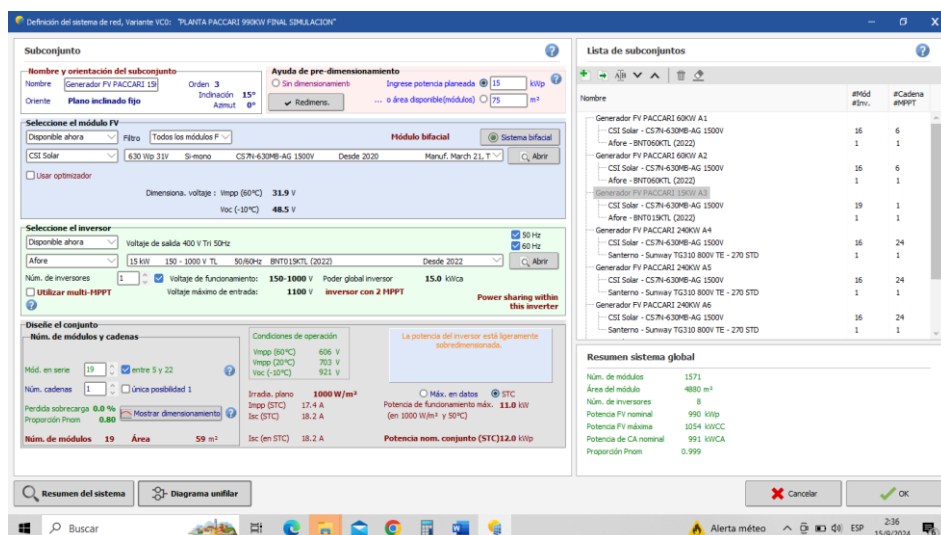 Definición del sistema de red, Variante VC0: "PLANTA PACCARI 990KW FINAL SIMULACION"
Subconjunto
Nombre y orientación del subconjunto
Nombre Generador FV PACCARI 15 Orden 3
Inclinación 15°
Oriente Plano inclinado fijo Azimut 0°
Ayuda de pre-dimensionamiento
Sin dimensionamiento Ingrese potencia planeada 15 kWp
Redimens. ... o área disponible(módulos) 75 m²
Seleccione el módulo FV
Disponible ahora Filtro Todos los módulos F Módulo bifacial Sistema bifacial
CSI Solar 630 Wp 31V Si-mono CS7N-630MB-AG 1500V Desde 2020 Manuf. March 21, T Abrir
Usar optimizador
Dimensiona. voltaje : Vmpp (60°C) 31.9 V
Voc (-10°C) 48.5 V
Seleccione el inversor
Disponible ahora Voltaje de salida 400 V Tri 50Hz 50 Hz
60 Hz
Afore 15 kW 150 - 1000 V TL 50/60Hz BNT015KTL (2022) Desde 2022 Abrir
Núm. de inversores 1 Voltaje de funcionamiento: 150-1000 V Poder global inversor 15.0 kWca
Utilizar multi-MPPT Voltaje máximo de entrada: 1100 V inversor con 2 MPPT
Power sharing within
this inverter
Diseñe el conjunto
Núm. de módulos y cadenas
Mód. en serie 19 entre 5 y 22
Núm. cadenas 1 única posibilidad 1
Perdida sobrecarga 0.0 % Mostrar dimensionamiento
Proporción Pnom 0.80
Núm. de módulos 19 Área 59 m²
Condiciones de operación
Vmpp (60°C) 606 V
Vmpp (20°C) 703 V
Voc (-10°C) 921 V
Irrada. plano 1000 W/m²
Impp (STC) 17.4 A
Isc (STC) 18.2 A
Isc (en STC) 18.2 A
La potencia del inversor está ligeramente
sobredimensionada.
Máx. en datos STC
Potencia de funcionamiento máx. 11.0 kW
(en 1000 W/m² y 50°C)
Potencia nom. conjunto (STC) 12.0 kWp
Lista de subconjuntos
Nombre #Mód #Cadena
#Inv. #MPPT
Generador FV PACCARI 60KW A1
CSI Solar - CS7N-630MB-AG 1500V 16 6
Afore - BNT060KTL (2022) 1 1
Generador FV PACCARI 60KW A2
CSI Solar - CS7N-630MB-AG 1500V 16 6
Afore - BNT060KTL (2022) 1 1
Generador FV PACCARI 15KW A3
CSI Solar - CS7N-630MB-AG 1500V 19 1
Afore - BNT015KTL (2022) 1 1
Generador FV PACCARI 240KW A4
CSI Solar - CS7N-630MB-AG 1500V 16 24
Santerno - Sunway TG310 800V TE - 270 STD 1 1
Generador FV PACCARI 240KW A5
CSI Solar - CS7N-630MB-AG 1500V 16 24
Santerno - Sunway TG310 800V TE - 270 STD 1 1
Generador FV PACCARI 240KW A6
CSI Solar - CS7N-630MB-AG 1500V 16 24
Santerno - Sunway TG310 800V TE - 270 STD 1 1
Resumen sistema global
Núm. de módulos 1571
Área del módulo 4880 m²
Núm. de inversores 8
Potencia FV nominal 990 kWp
Potencia FV máxima 1054 kWCC
Potencia de CA nominal 991 kWCA
Proporción Pnom 0.999
Resumen del sistema Diagrama unifilar Cancelar OK
Buscar Alerta météo ESP 2:36
15/9/2024